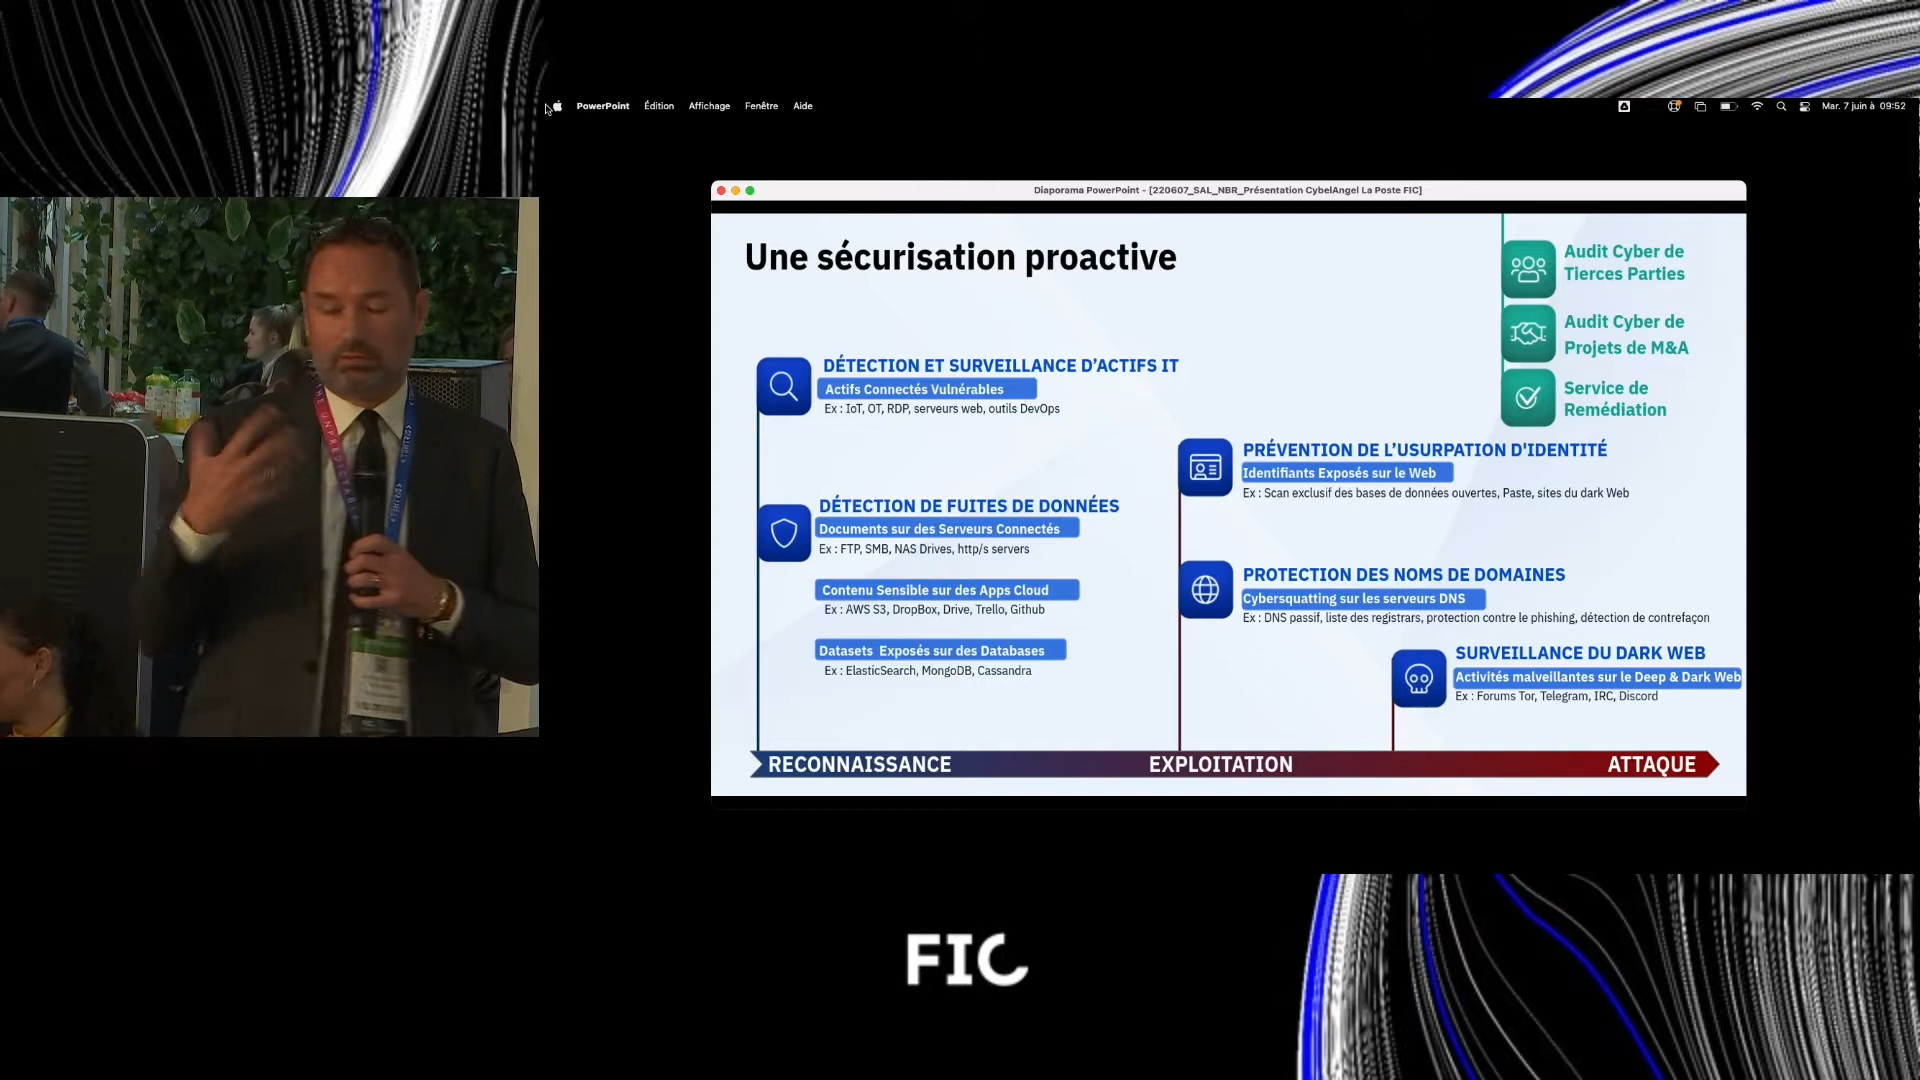 PowerPoint Édition Affichage Fenêtre Aide
Mar. 7 juin à 09:52
Diaporama PowerPoint - [220607_SAL_NBR_Présentation CybelAngel La Poste FIC]
Une sécurisation proactive
Audit Cyber de
Tierces Parties
Audit Cyber de
Projets de M&A
Service de
Remédiation
DÉTECTION ET SURVEILLANCE D’ACTIFS IT
Actifs Connectés Vulnérables
Ex : IoT, OT, RDP, serveurs web, outils DevOps
DÉTECTION DE FUITES DE DONNÉES
Documents sur des Serveurs Connectés
Ex : FTP, SMB, NAS Drives, http/s servers
Contenu Sensible sur des Apps Cloud
Ex : AWS S3, DropBox, Drive, Trello, Github
Datasets Exposés sur des Databases
Ex : ElasticSearch, MongoDB, Cassandra
PRÉVENTION DE L’USURPATION D'IDENTITÉ
Identifiants Exposés sur le Web
Ex : Scan exclusif des bases de données ouvertes, Paste, sites du dark Web
PROTECTION DES NOMS DE DOMAINES
Cybersquatting sur les serveurs DNS
Ex : DNS passif, liste des registrars, protection contre le phishing, détection de contrefaçon
SURVEILLANCE DU DARK WEB
Activités malveillantes sur le Deep & Dark Web
Ex : Forums Tor, Telegram, IRC, Discord
RECONNAISSANCE
EXPLOITATION
ATTAQUE
FIC